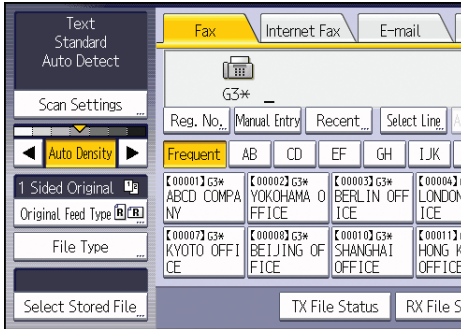 Text
Standard
Auto Detect
Scan Settings
Auto Density
1 Sided Original
Original Feed Type
File Type
Select Stored File
Fax
Internet Fax
E-mail
G3* _
Reg. No.
Manual Entry
Recent
Select Line
Frequent
AB
CD
EF
GH
IJK
【00001】G3*
ABCD COMPA
NY
【00002】G3*
YOKOHAMA O
FFICE
【00003】G3*
BERLIN OFF
ICE
【00004】
LONDON
ICE
【00007】G3*
KYOTO OFFI
CE
【00008】G3*
BEIJING OF
FICE
【00010】G3*
SHANGHAI
OFFICE
【00011】
HONG K
OFFICE
TX File Status
RX File S